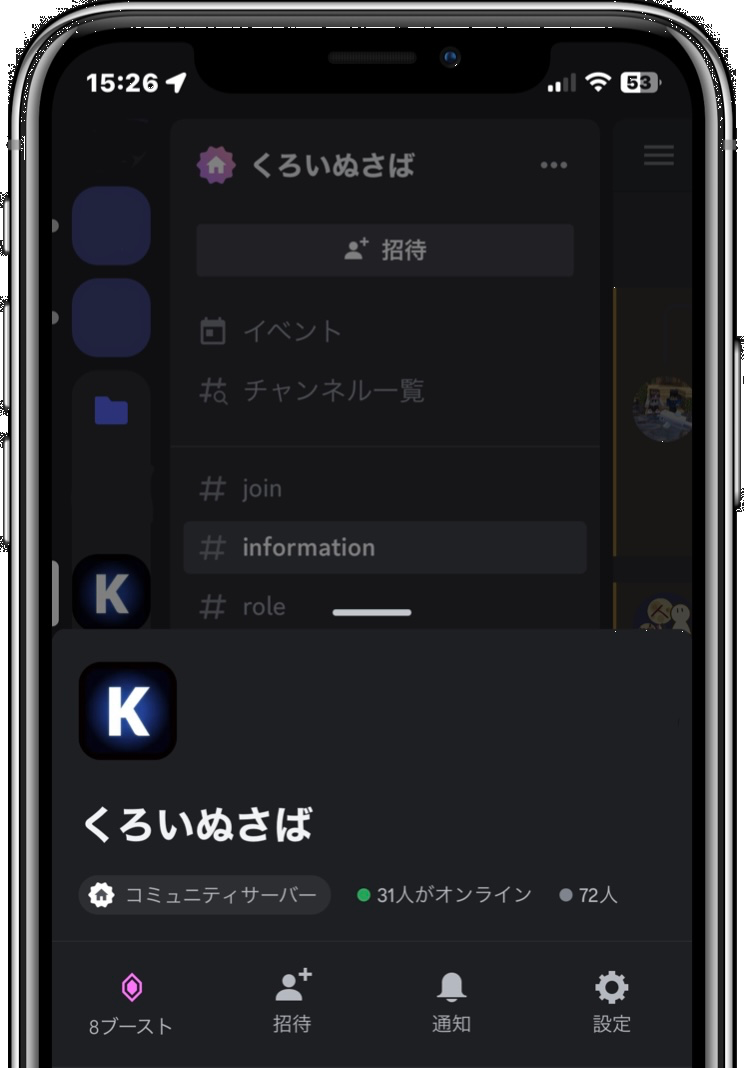 15:26
53
くろいぬさば
招待
イベント
チャンネル一覧
# join
# information
# role
K
K
くろいぬさば
コミュニティサーバー 31人がオンライン 72人
8ブースト 招待 通知 設定